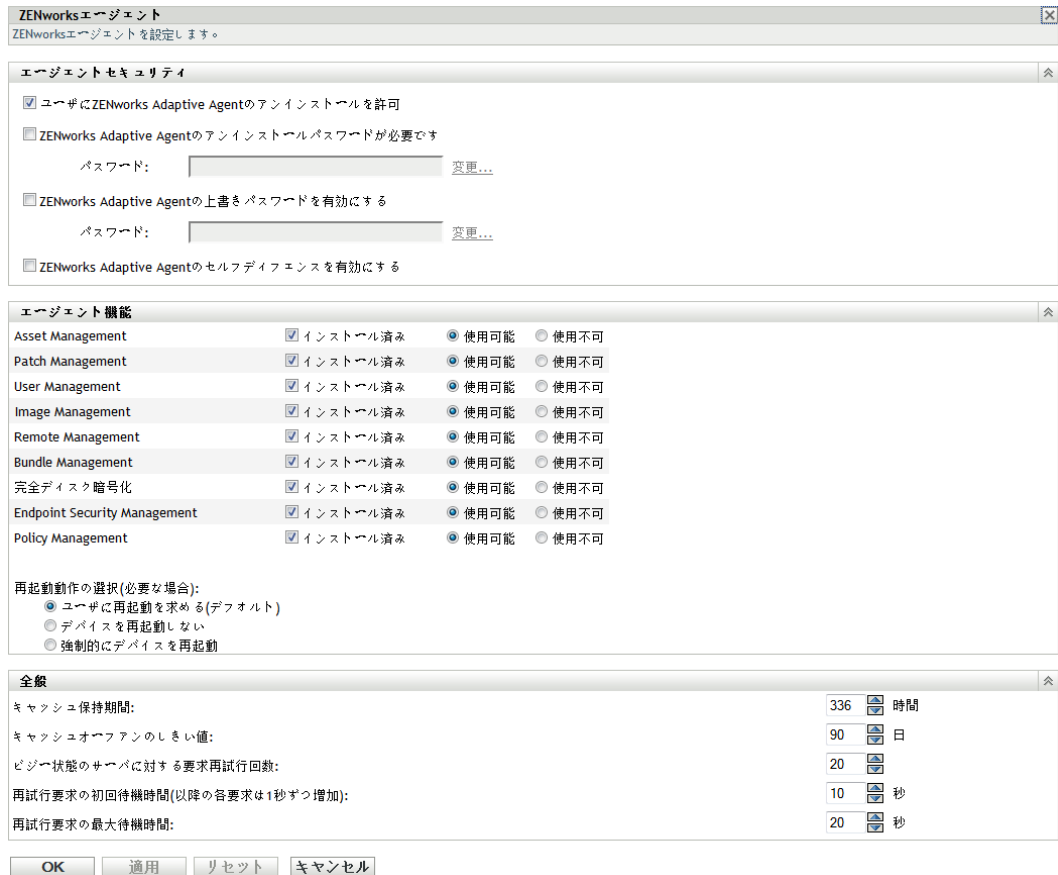 ZENworksエージェント
ZENworksエージェントを設定します。
エージェントセキュリティ
ユーザにZENworks Adaptive Agentのアンインストールを許可
ZENworks Adaptive Agentのアンインストールパスワードが必要です
パスワード: 変更...
ZENworks Adaptive Agentの上書きパスワードを有効にする
パスワード: 変更...
ZENworks Adaptive Agentのセルフディフェンスを有効にする
エージェント機能
Asset Management インストール済み 使用可能 使用不可
Patch Management インストール済み 使用可能 使用不可
User Management インストール済み 使用可能 使用不可
Image Management インストール済み 使用可能 使用不可
Remote Management インストール済み 使用可能 使用不可
Bundle Management インストール済み 使用可能 使用不可
完全ディスク暗号化 インストール済み 使用可能 使用不可
Endpoint Security Management インストール済み 使用可能 使用不可
Policy Management インストール済み 使用可能 使用不可
再起動動作の選択(必要な場合):
ユーザに再起動を求める(デフォルト)
デバイスを再起動しない
強制的にデバイスを再起動
全般
キャッシュ保持期間: 336 時間
キャッシュオーファンのしきい値: 90 日
ビジー状態のサーバに対する要求再試行回数: 20
再試行要求の初回待機時間(以降の各要求は1秒ずつ増加): 10 秒
再試行要求の最大待機時間: 20 秒
OK 適用 リセット キャンセル